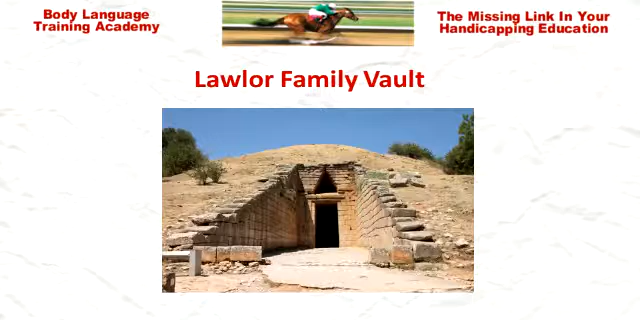 Body Language
Training Academy
The Missing Link In Your
Handicapping Education
Lawlor Family Vault